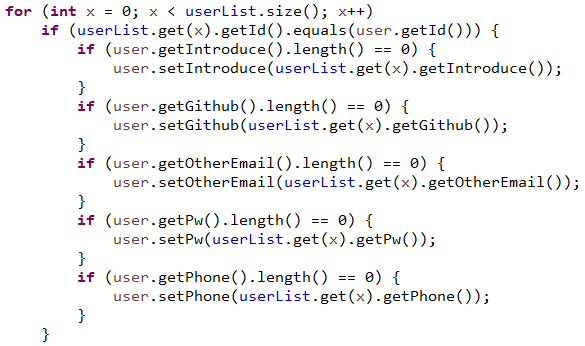 for (int x = 0; x < userList.size(); x++)
    if (userList.get(x).getId().equals(user.getId())) {
        if (user.getIntroduce().length() == 0) {
            user.setIntroduce(userList.get(x).getIntroduce());
        }
        if (user.getGithub().length() == 0) {
            user.setGithub(userList.get(x).getGithub());
        }
        if (user.getOtherEmail().length() == 0) {
            user.setOtherEmail(userList.get(x).getOtherEmail());
        }
        if (user.getPw().length() == 0) {
            user.setPw(userList.get(x).getPw());
        }
        if (user.getPhone().length() == 0) {
            user.setPhone(userList.get(x).getPhone());
        }
    }